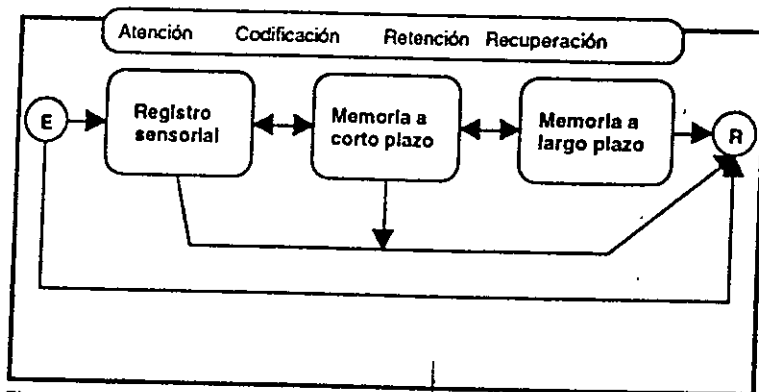 Atención Codificación Retención Recuperación
E
Registro
sensorial
Memoria a
corto plazo
Memoria a
largo plazo
R